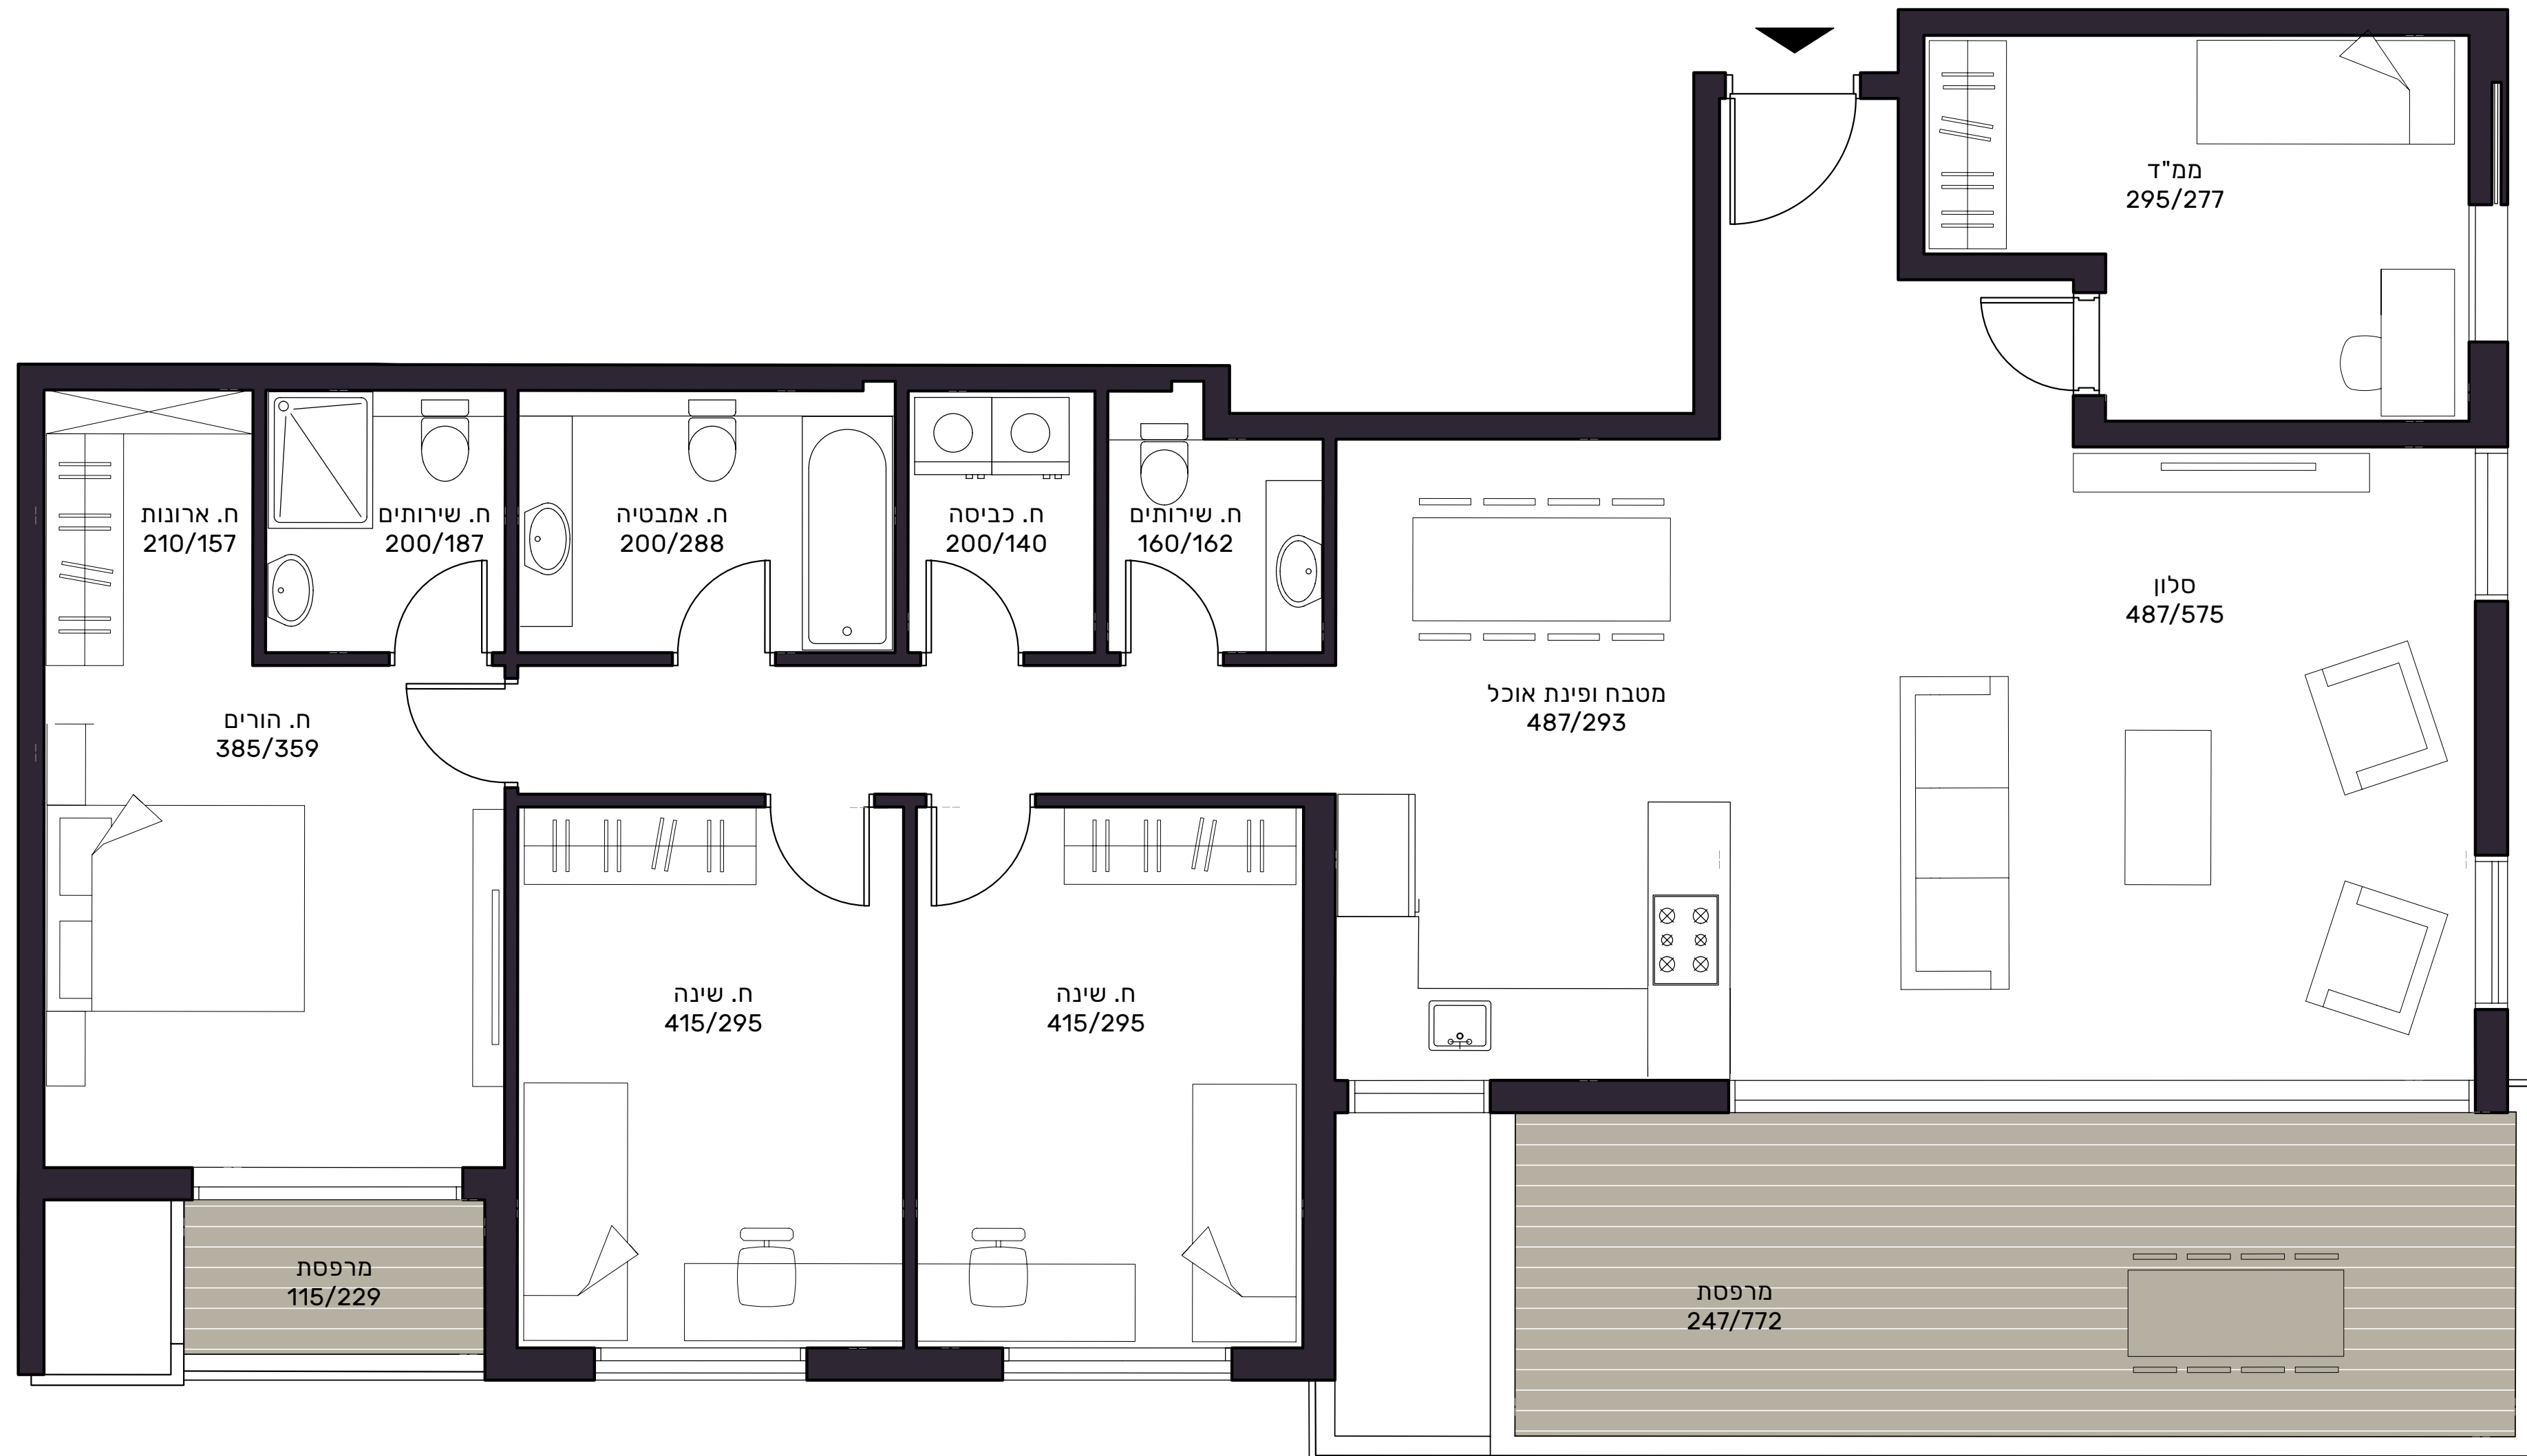 ממ"ד
295/277
ח. ארונות
210/157
ח. שירותים
200/187
ח. אמבטיה
200/288
ח. כביסה
200/140
ח. שירותים
160/162
סלון
487/575
מטבח ופינת אוכל
487/293
ח. הורים
385/359
ח. שינה
415/295
ח. שינה
415/295
מרפסת
115/229
מרפסת
247/772